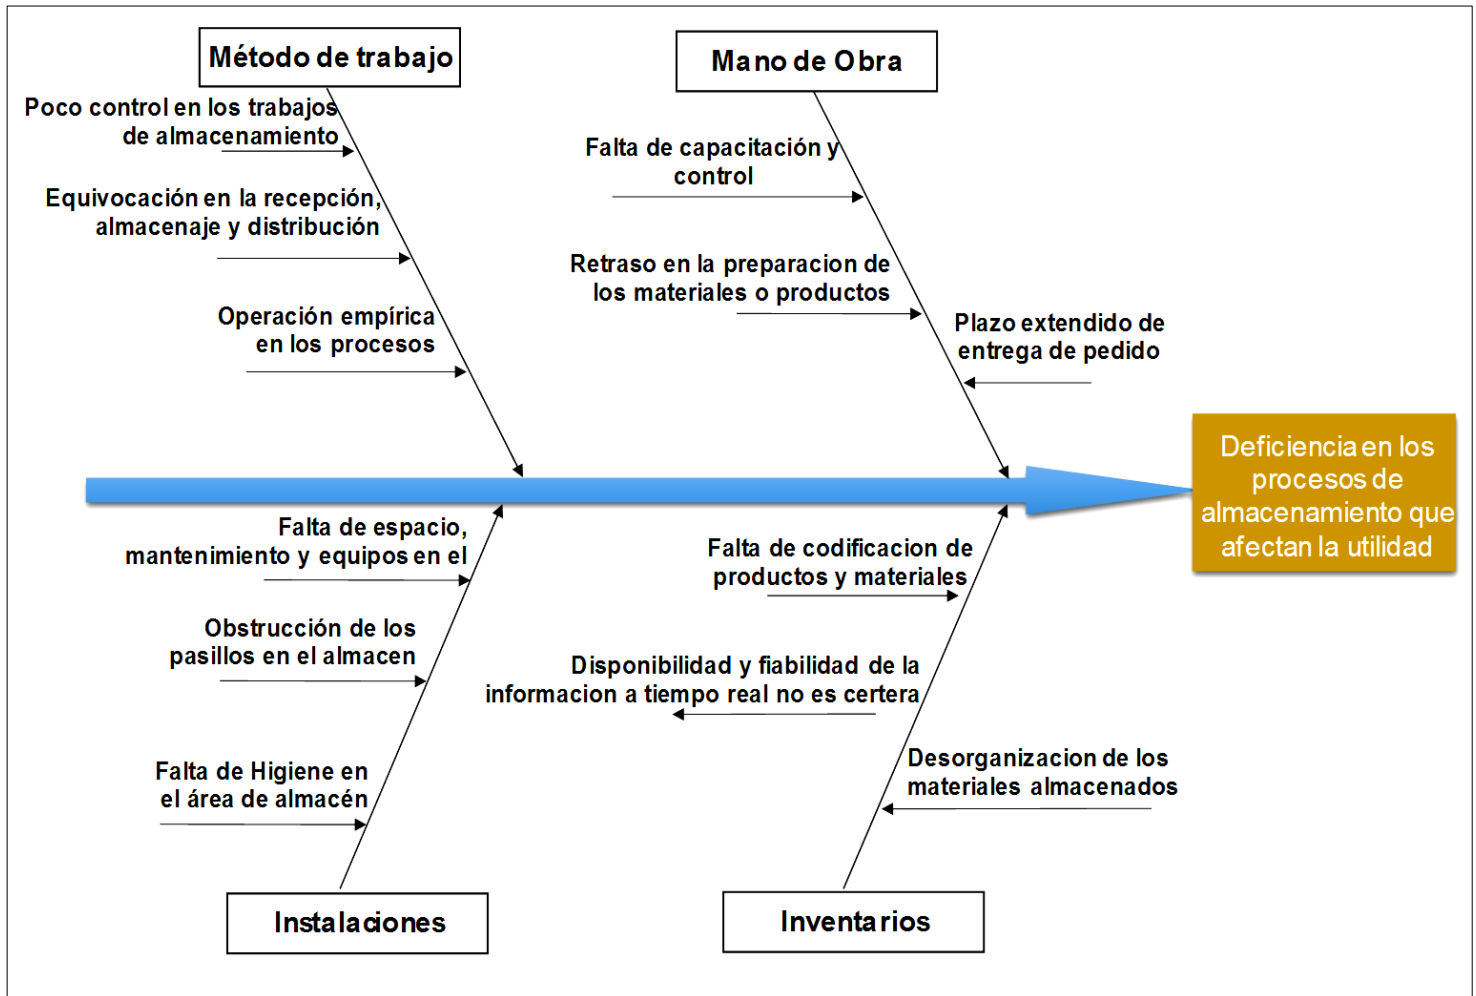 Método de trabajo
Poco control en los trabajos
de almacenamiento
Equivocación en la recepción,
almacenaje y distribución
Operación empírica
en los procesos
Mano de Obra
Falta de capacitación y
control
Retraso en la preparacion de
los materiales o productos
Plazo extendido de
entrega de pedido
Deficiencia en los
procesos de
almacenamiento que
afectan la utilidad
Falta de espacio,
mantenimiento y equipos en el
Obstrucción de los
pasillos en el almacen
Falta de Higiene en
el área de almacén
Instalaciones
Falta de codificacion de
productos y materiales
Disponibilidad y fiabilidad de la
informacion a tiempo real no es certera
Desorganizacion de los
materiales almacenados
Inventarios